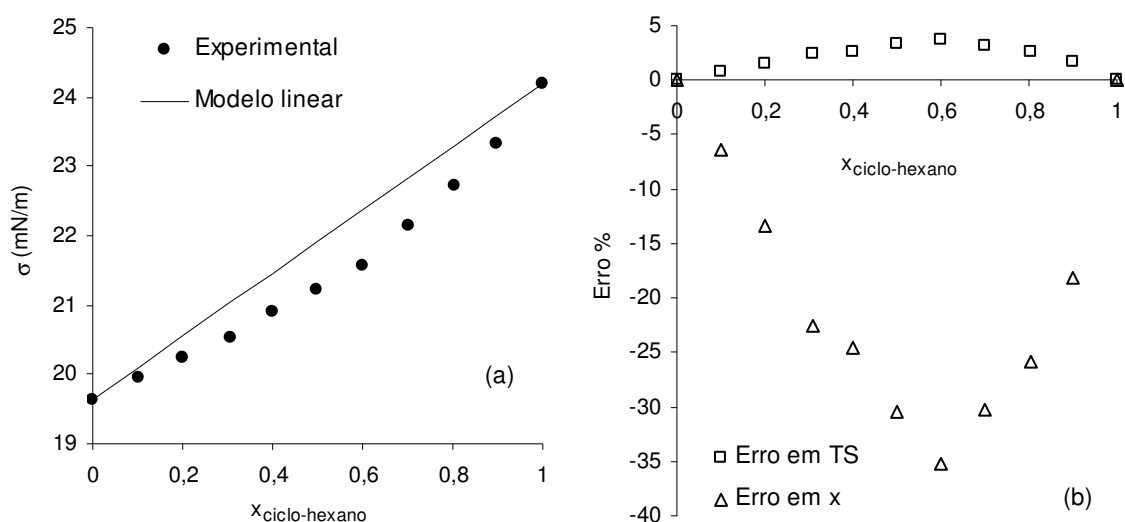 25
24
23
22
21
20
19
σ (mN/m)
Experimental
Modelo linear
(a)
0 0,2 0,4 0,6 0,8 1
x ciclo-hexano
5
0
-5
-10
-15
-20
-25
-30
-35
-40
Erro %
0 0,2 0,4 0,6 0,8 1
x ciclo-hexano
Erro em TS
Erro em x
(b)